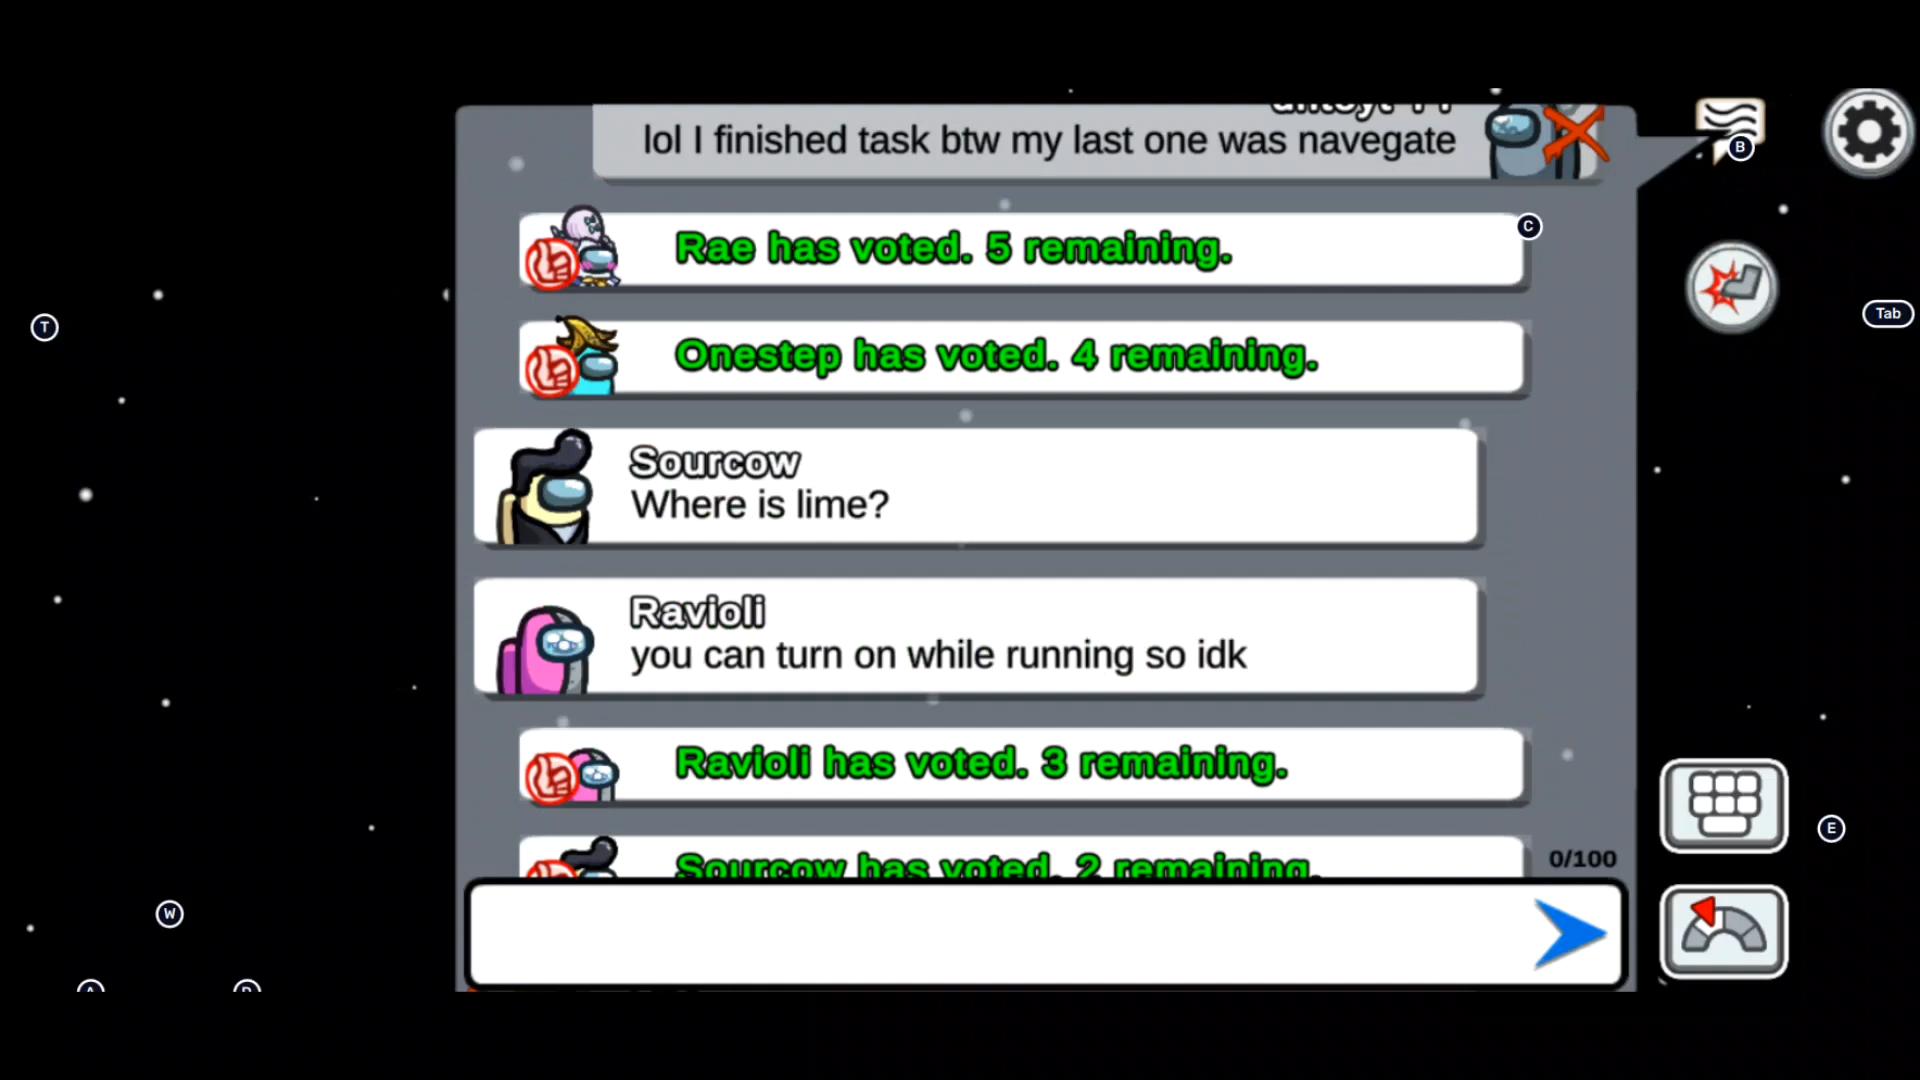 lol I finished task btw my last one was navegate
B
Rae has voted. 5 remaining.
C
Onestep has voted. 4 remaining.
T
Tab
Sourcow
Where is lime?
Ravioli
you can turn on while running so idk
Ravioli has voted. 3 remaining.
E
Sourcow has voted. 2 remaining.
0/100
W